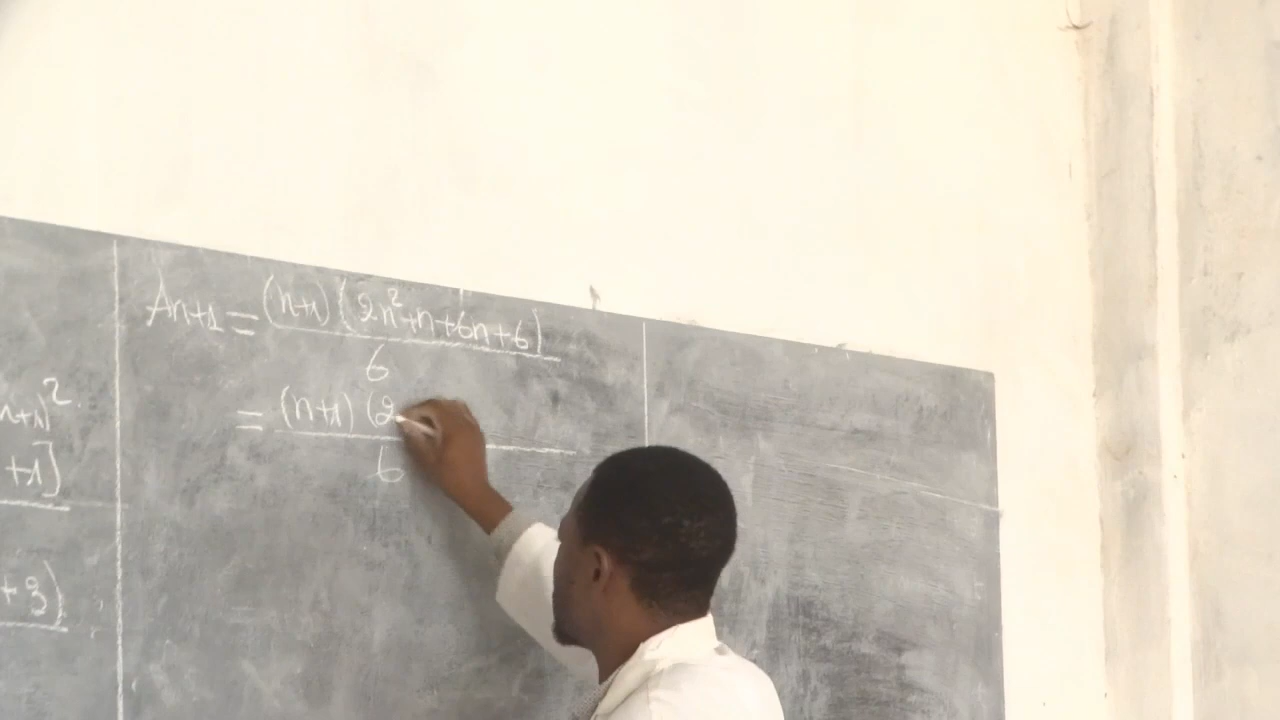 n+1)².
+1]
+3)
An+1 = (n+1)(2n²+n+6n+6)
6
= (n+1)(2
6